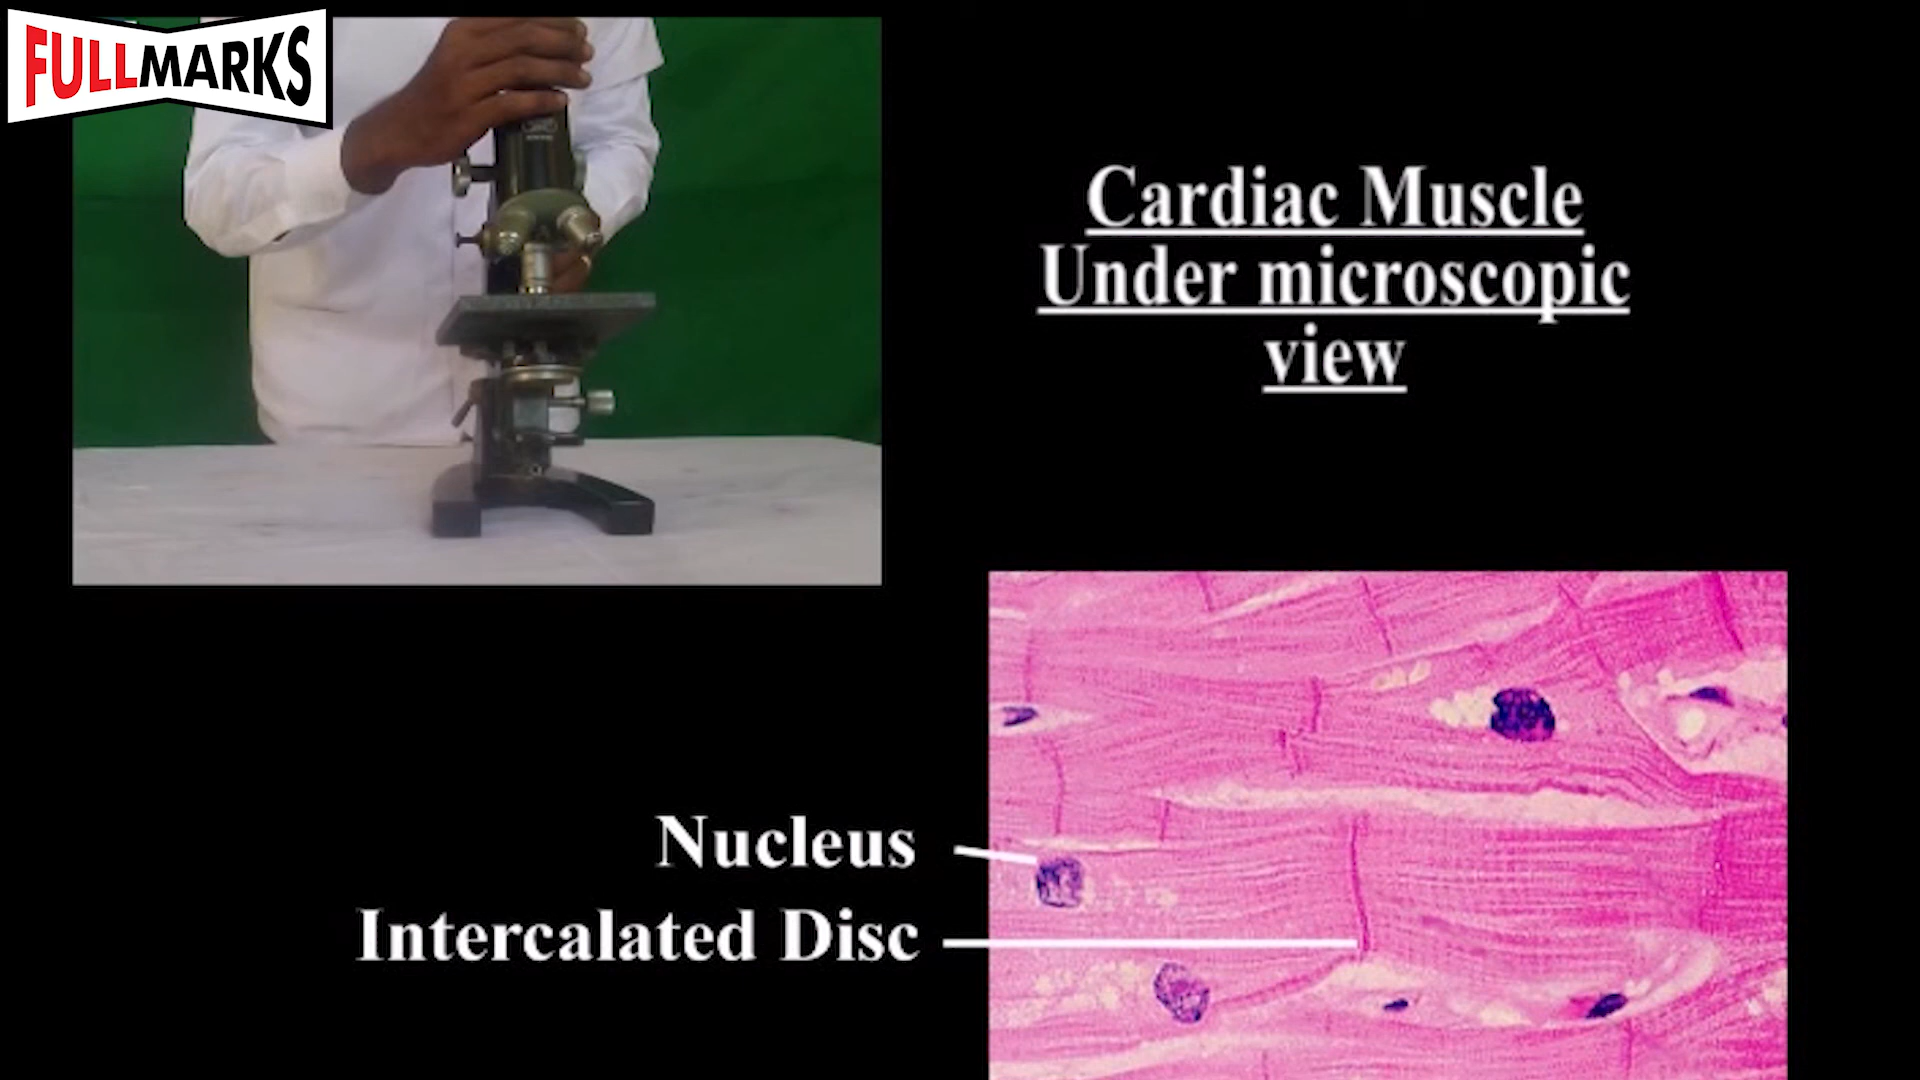 FULLMARKS
Cardiac Muscle
Under microscopic
view
Nucleus
Intercalated Disc